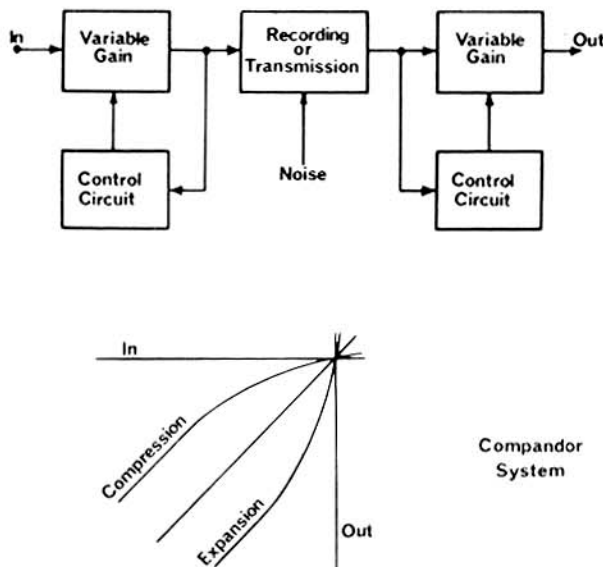 In
Variable
Gain
Recording
or
Transmission
Variable
Gain
Out
Control
Circuit
Noise
Control
Circuit
In
Compression
Expansion
Out
Compandor
System